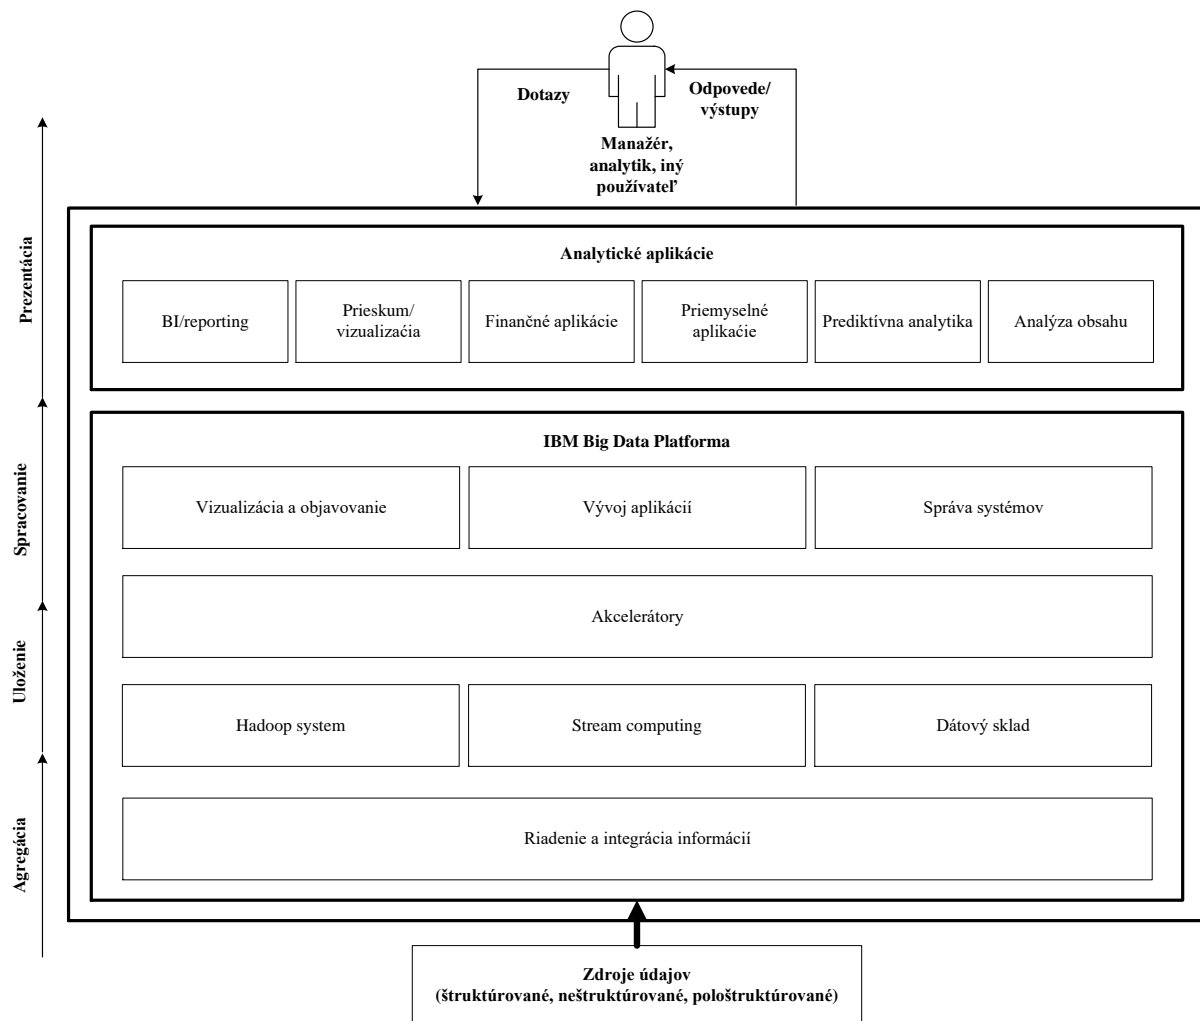 Dotazy
Odpovede/
výstupy
Manažér,
analytik, iný
používateľ
Prezentácia
Analytické aplikácie
BI/reporting
Prieskum/
vizualizaćia
Finančné aplikácie
Priemyselné
aplikaćie
Prediktívna analytika
Analýza obsahu
Spracovanie
IBM Big Data Platforma
Vizualizácia a objavovanie
Vývoj aplikácií
Správa systémov
Akcelerátory
Uloženie
Hadoop system
Stream computing
Dátový sklad
Agregácia
Riadenie a integrácia informácií
Zdroje údajov
(štruktúrované, neštruktúrované, pološtruktúrované)